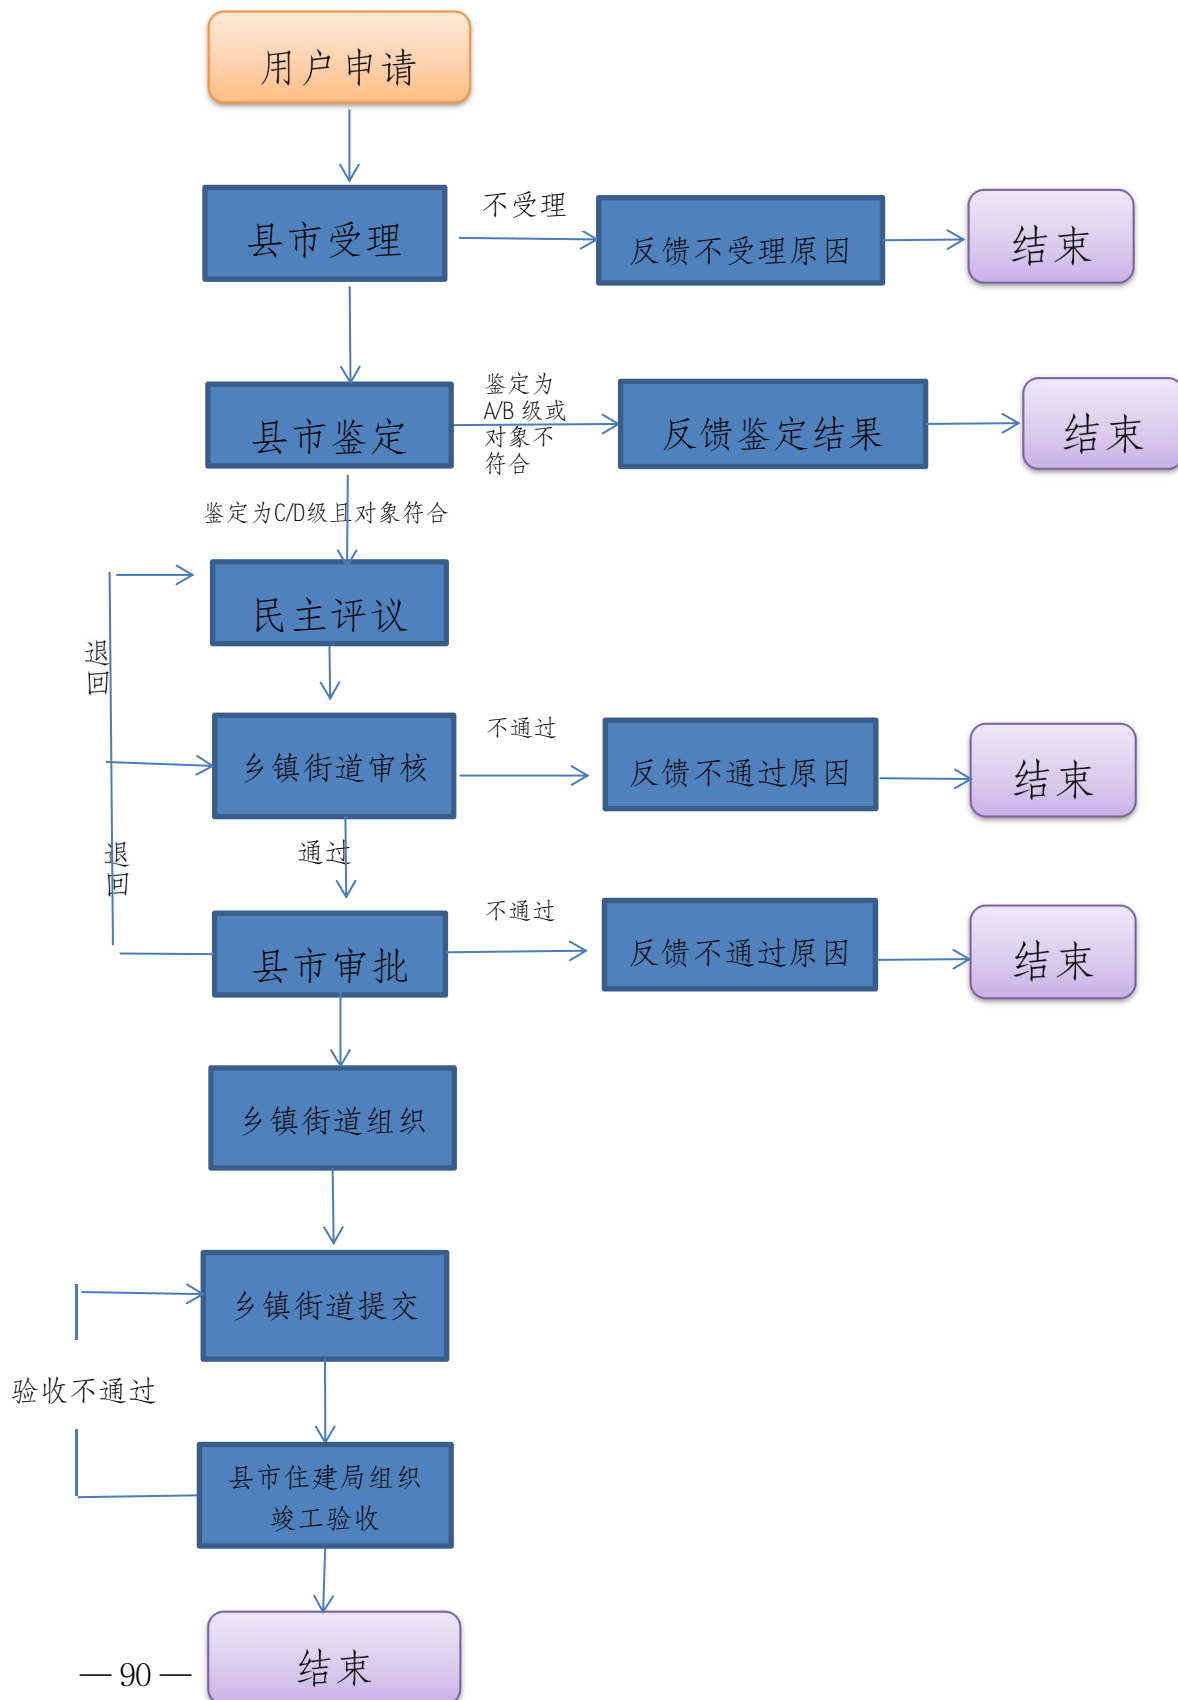 用户申请
县市受理
不受理
反馈不受理原因
结束
县市鉴定
鉴定为
A/B 级或
对象不
符合
反馈鉴定结果
结束
鉴定为C/D级且对象符合
民主评议
退
回
乡镇街道审核
不通过
反馈不通过原因
结束
通过
退
回
县市审批
不通过
反馈不通过原因
结束
乡镇街道组织
乡镇街道提交
验收不通过
县市住建局组织
竣工验收
结束
— 90 —